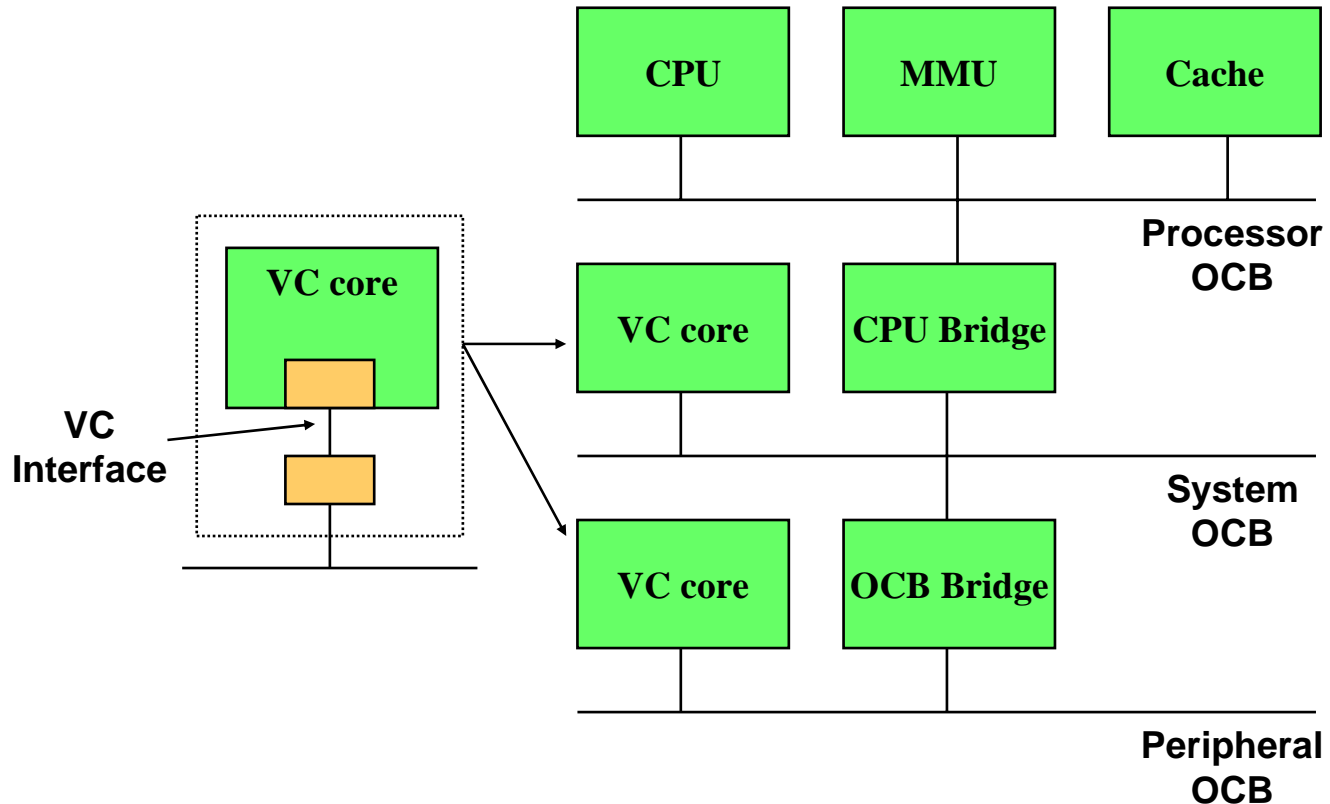 CPU
MMU
Cache
Processor
OCB
VC core
VC core
CPU Bridge
VC
Interface
System
OCB
VC core
OCB Bridge
Peripheral
OCB